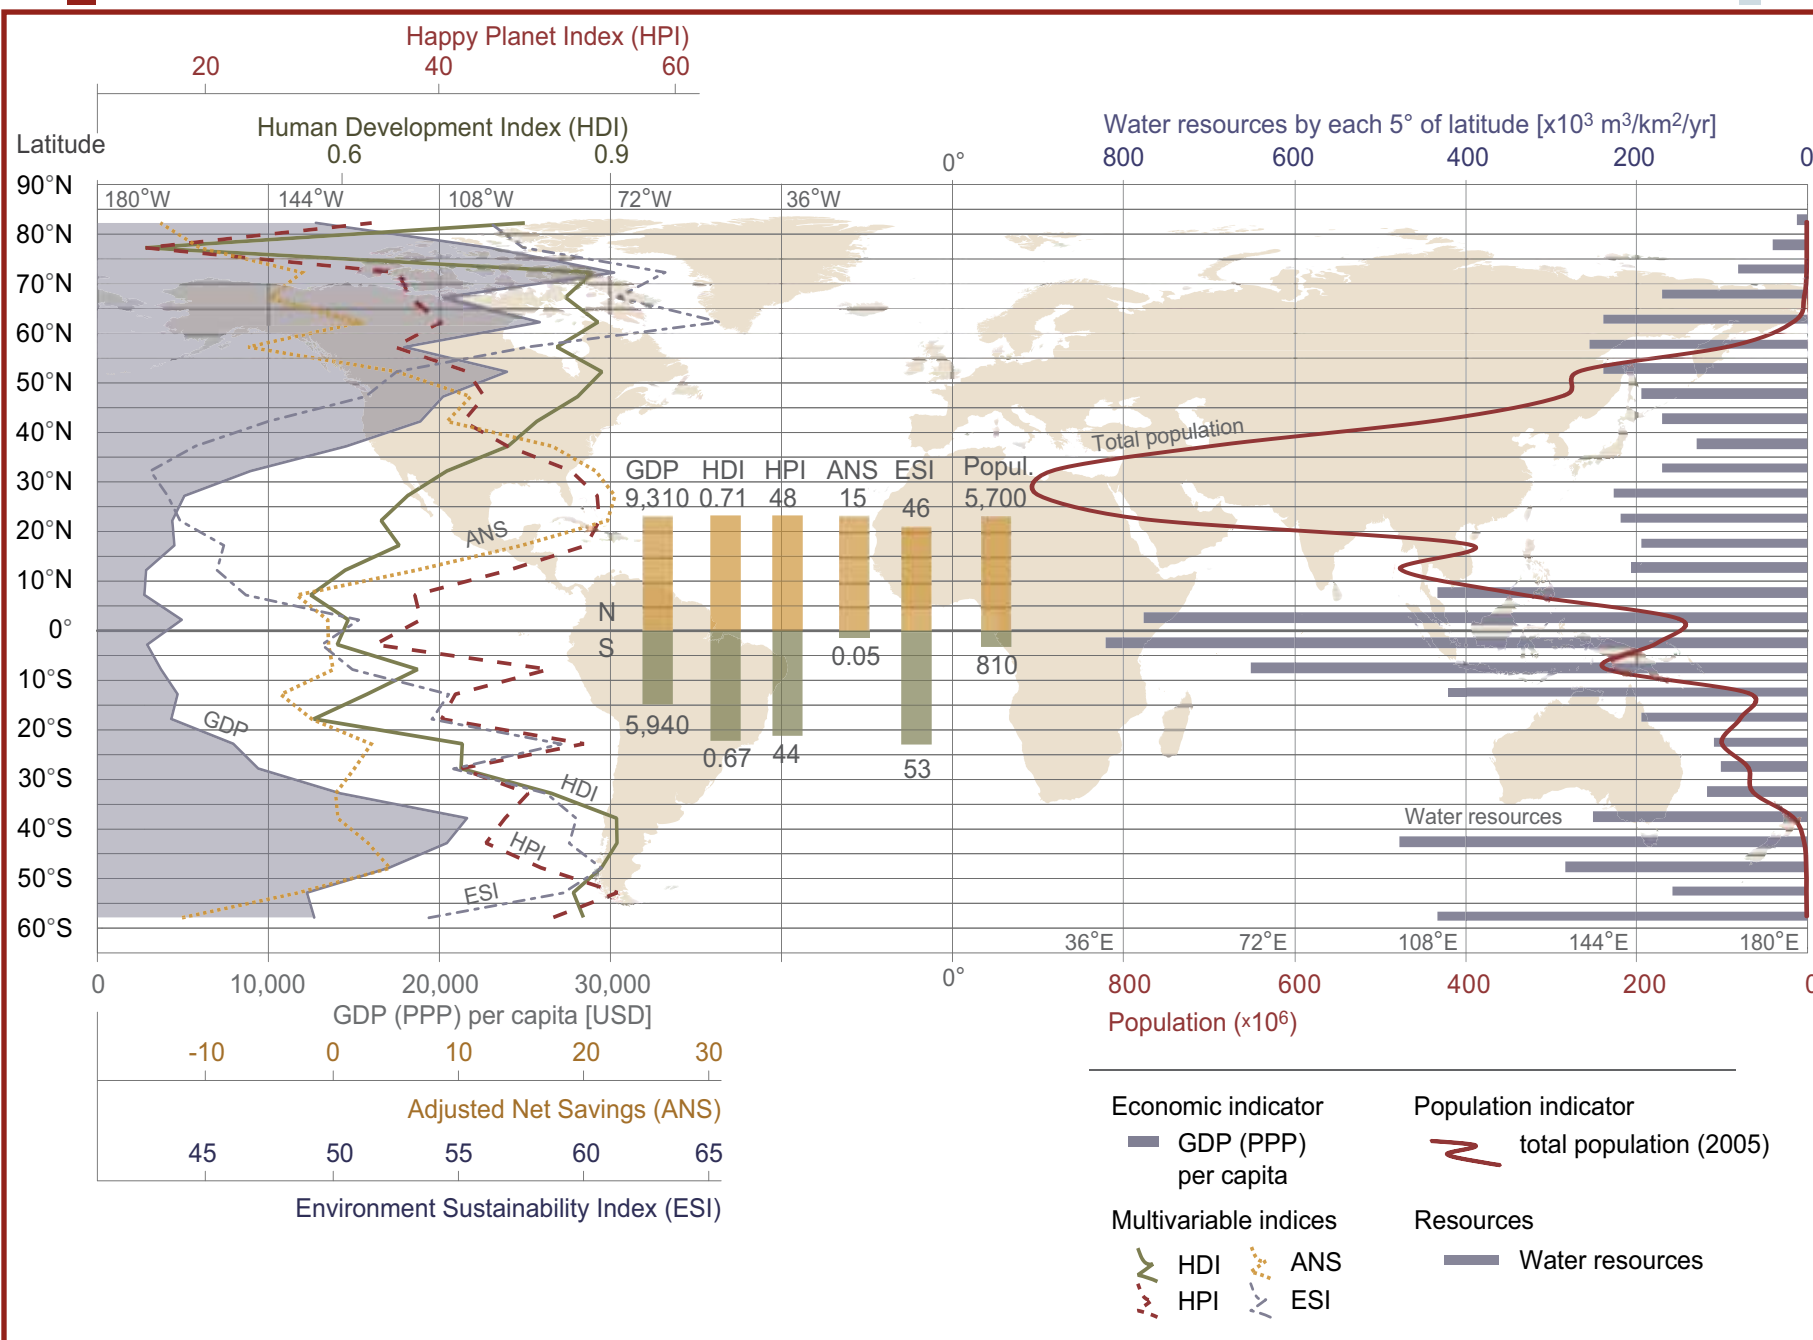 Happy Planet Index (HPI)
20 40 60
Human Development Index (HDI)
0.6 0.9
Water resources by each 5° of latitude [x10³ m³/km²/yr]
800 600 400 200 0
Latitude
0°
90°N
180°W 144°W 108°W 72°W 36°W
80°N
70°N
60°N
50°N
40°N
30°N
20°N
10°N
0°
10°S
20°S
30°S
40°S
50°S
60°S
Total population
GDP HDI HPI ANS ESI Popul.
9,310 0.71 48 15 46 5,700
ANS
N
S
0.05 810
5,940 0.67 44 53
GDP
HDI
HPI
ESI
Water resources
36°E 72°E 108°E 144°E 180°E
0 10,000 20,000 30,000
GDP (PPP) per capita [USD]
0°
800 600 400 200 0
Population (x10⁶)
-10 0 10 20 30
Adjusted Net Savings (ANS)
45 50 55 60 65
Environment Sustainability Index (ESI)
Economic indicator
GDP (PPP)
per capita
Multivariable indices
HDI ANS
HPI ESI
Population indicator
total population (2005)
Resources
Water resources